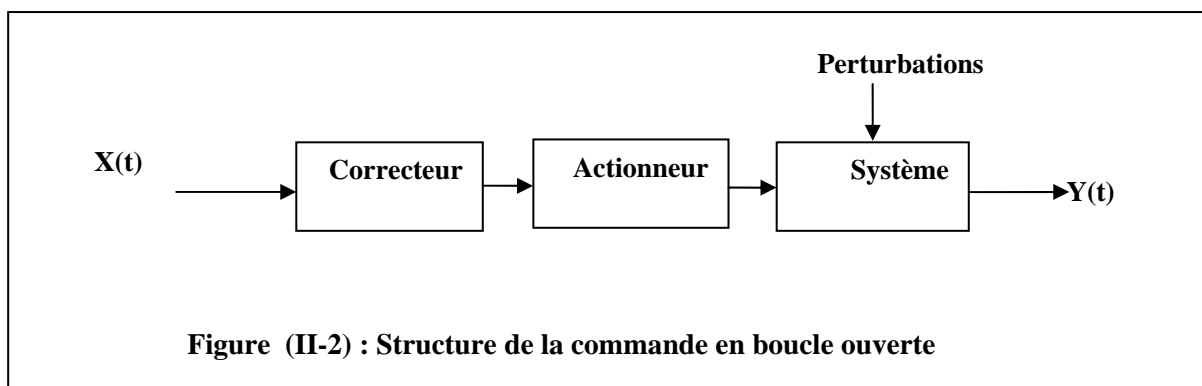 Perturbations
X(t)
Correcteur
Actionneur
Système
Y(t)
Figure (II-2) : Structure de la commande en boucle ouverte